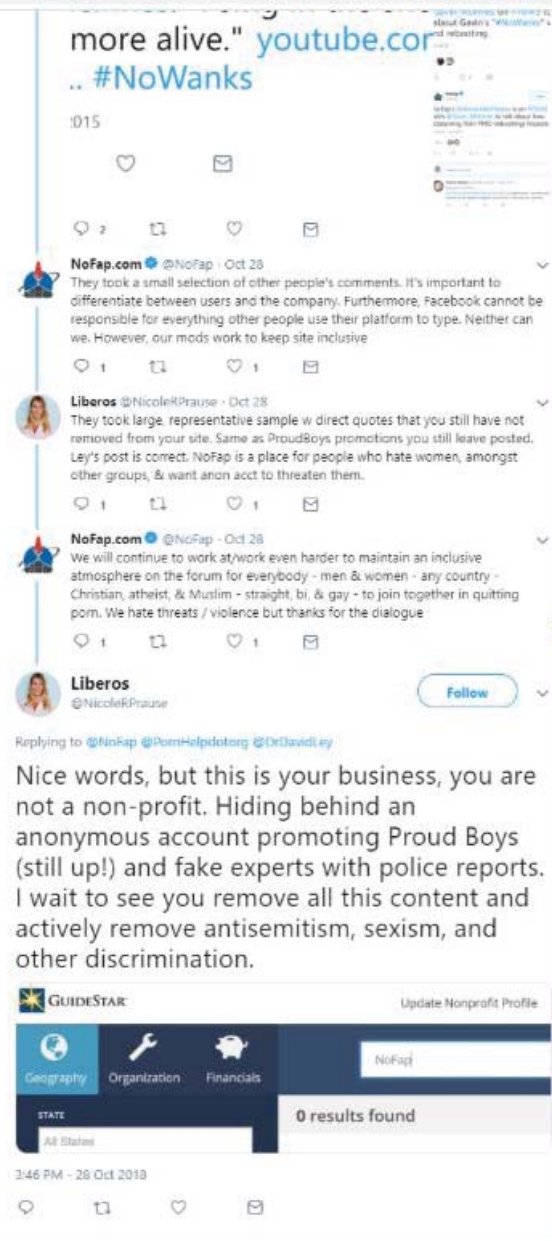 more alive." youtube.cor
.. #NoWanks
:015
2
NoFap.com @NoFap · Oct 28
They took a small selection of other people's comments. It's important to
differentiate between users and the company. Furthermore, Facebook cannot be
responsible for everything other people use their platform to type. Neither can
we. However, our mods work to keep site inclusive
1 1
Liberos @NicoleRPrause · Oct 28
They took large, representative sample w direct quotes that you still have not
removed from your site. Same as ProudBoys promotions you still leave posted.
Ley's post is correct. NoFap is a place for people who hate women, amongst
other groups, & want anon acct to threaten them.
1 1
NoFap.com @NoFap · Oct 28
We will continue to work at/work even harder to maintain an inclusive
atmosphere on the forum for everybody - men & women - any country -
Christian, atheist, & Muslim - straight, bi, & gay - to join together in quitting
porn. We hate threats / violence but thanks for the dialogue
1 1
Liberos
@NicoleRPrause
Follow
Replying to @NoFap @PornHelpdotorg @DrDavidLey
Nice words, but this is your business, you are
not a non-profit. Hiding behind an
anonymous account promoting Proud Boys
(still up!) and fake experts with police reports.
I wait to see you remove all this content and
actively remove antisemitism, sexism, and
other discrimination.
GUIDESTAR Update Nonprofit Profile
Geography Organization Financials
NoFap
STATE
All States
0 results found
3:46 PM - 28 Oct 2018